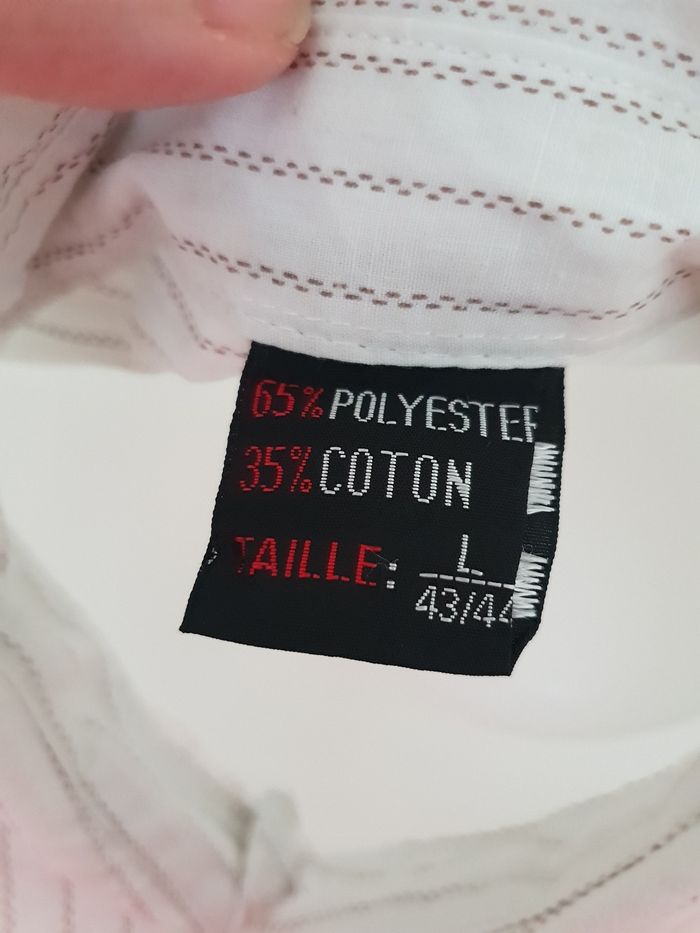 65% POLYESTER
35% COTON
TAILLE: L
43/44